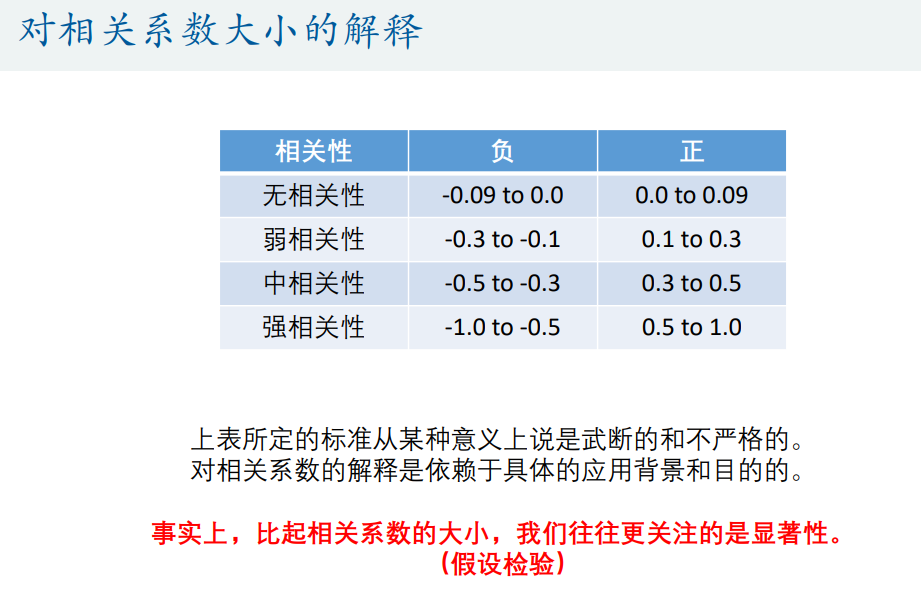 对相关系数大小的解释
相关性 负 正
无相关性 -0.09 to 0.0 0.0 to 0.09
弱相关性 -0.3 to -0.1 0.1 to 0.3
中相关性 -0.5 to -0.3 0.3 to 0.5
强相关性 -1.0 to -0.5 0.5 to 1.0
上表所定的标准从某种意义上说是武断的和不严格的。
对相关系数的解释是依赖于具体的应用背景和目的的。
事实上，比起相关系数的大小，我们往往更关注的是显著性。
(假设检验)